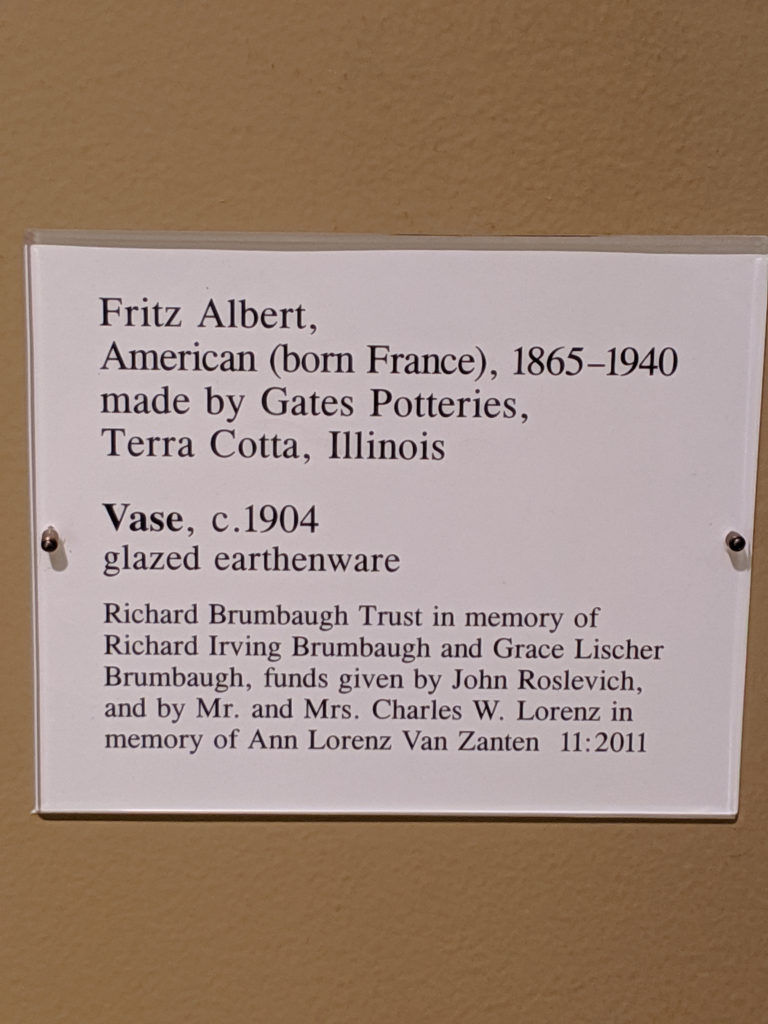 Fritz Albert,
American (born France), 1865–1940
made by Gates Potteries,
Terra Cotta, Illinois
Vase, c.1904
glazed earthenware
Richard Brumbaugh Trust in memory of
Richard Irving Brumbaugh and Grace Lischer
Brumbaugh, funds given by John Roslevich,
and by Mr. and Mrs. Charles W. Lorenz in
memory of Ann Lorenz Van Zanten 11:2011